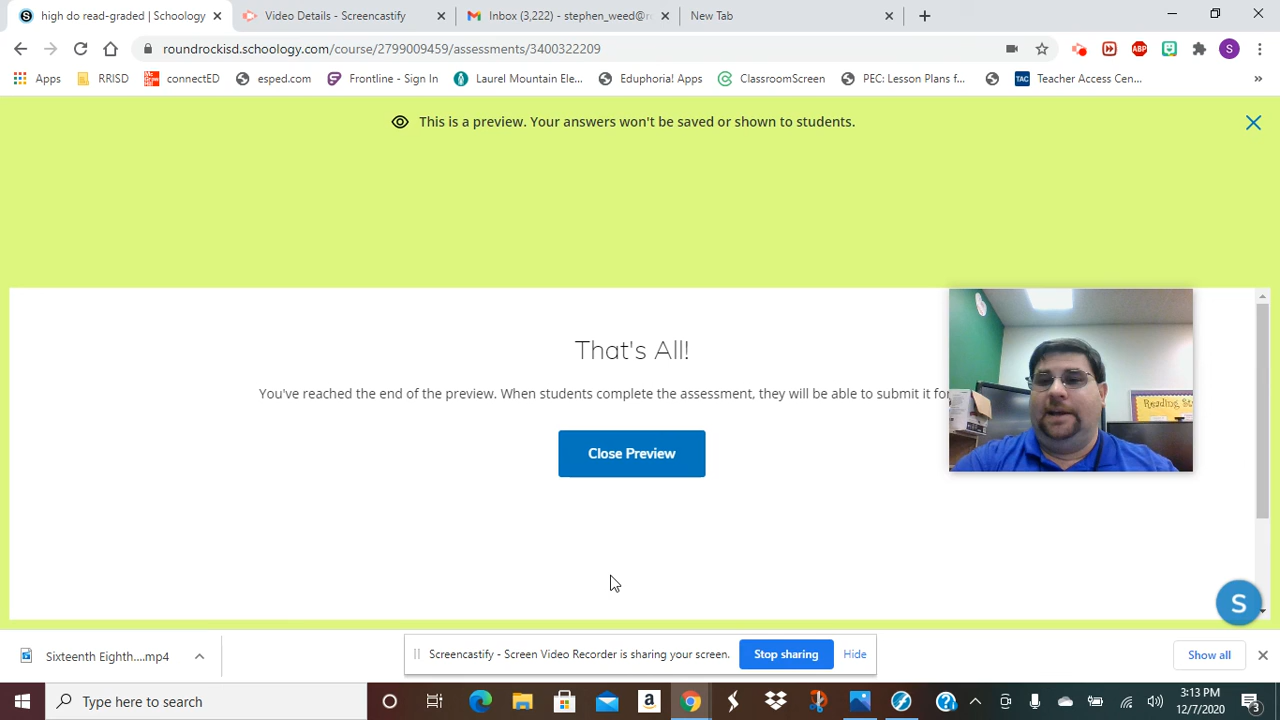 high do read-graded | Schoology
Video Details - Screencastify
Inbox (3,222) - stephen_weed@r
New Tab
roundrockisd.schoology.com/course/2799009459/assessments/3400322209
ABP
S
Apps
RRISD
connectED
esped.com
Frontline - Sign In
Laurel Mountain Ele...
Eduphoria! Apps
ClassroomScreen
PEC: Lesson Plans f...
TAC
Teacher Access Cen...
»
This is a preview. Your answers won't be saved or shown to students.
That's All!
You've reached the end of the preview. When students complete the assessment, they will be able to submit it for
Close Preview
Reading St
S
Sixteenth Eighth....mp4
Screencastify - Screen Video Recorder is sharing your screen.
Stop sharing
Hide
Show all
Type here to search
3:13 PM
12/7/2020
3